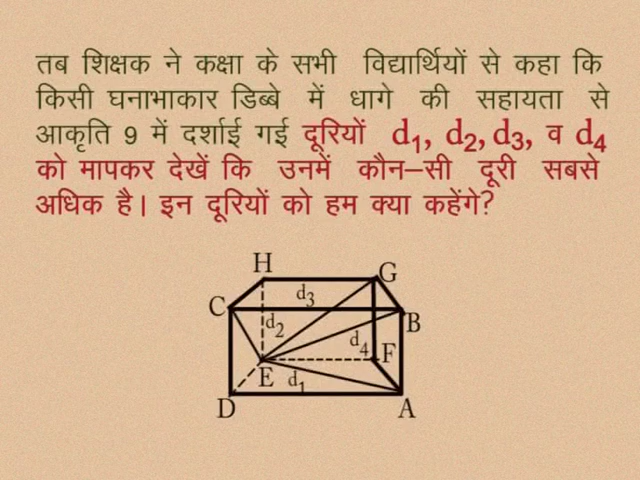 तब शिक्षक ने कक्षा के सभी विद्यार्थियों से कहा कि
किसी घनाभाकार डिब्बे में धागे की सहायता से
आकृति 9 में दर्शाई गई दूरियों d₁, d₂, d₃, व d₄
को मापकर देखें कि उनमें कौन–सी दूरी सबसे
अधिक है। इन दूरियों को हम क्या कहेंगे?
H
G
d₃
C
d₂
B
d₄
F
E
d₁
D
A